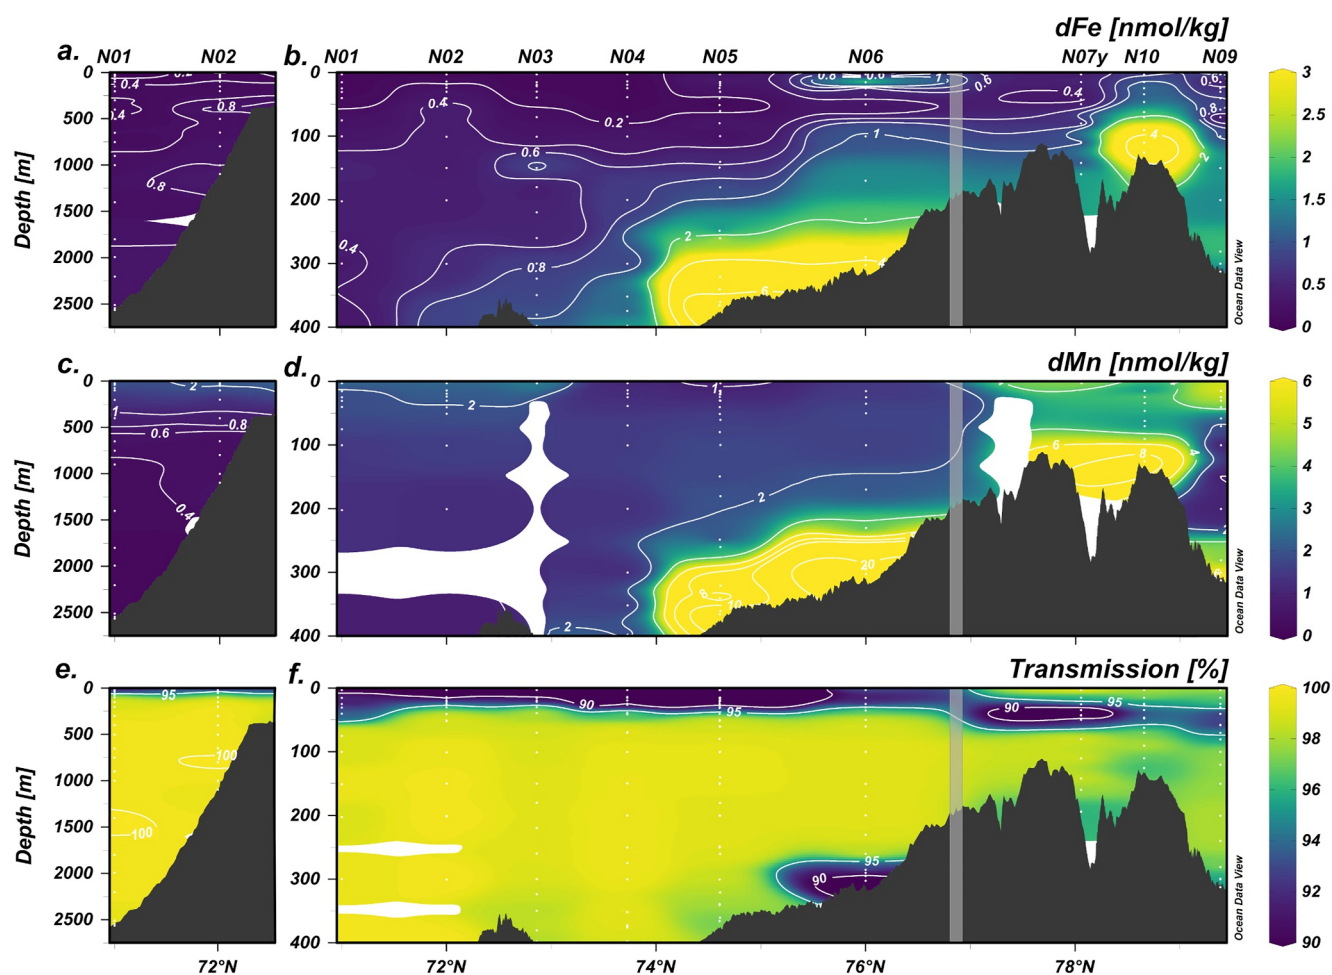 dFe [nmol/kg]
a. N01 N02 b. N01 N02 N03 N04 N05 N06 N07y N10 N09
0 0.2 0.4 0.4 0.8 0.8
500
1000
1500
2000
2500
Depth [m]
0 100 200 300 400
0.4 0.2 0.6 0.8 0.4 0.8 0.6 1 0.6 0.4 1 2 4 6 4 2 0.6 0.8
Ocean Data View
3
2.5
2
1.5
1
0.5
0
dMn [nmol/kg]
c. d.
0
500
1000
1500
2000
2500
Depth [m]
2 1 0.8 0.6 0.4
0 100 200 300 400
2 1 2 2 6 8 4 2 20 8 10
Ocean Data View
6
5
4
3
2
1
0
Transmission [%]
e. f.
0
500
1000
1500
2000
2500
Depth [m]
95 100 100
0 100 200 300 400
90 95 90 95 95 90
Ocean Data View
100
98
96
94
92
90
72°N 72°N 74°N 76°N 78°N